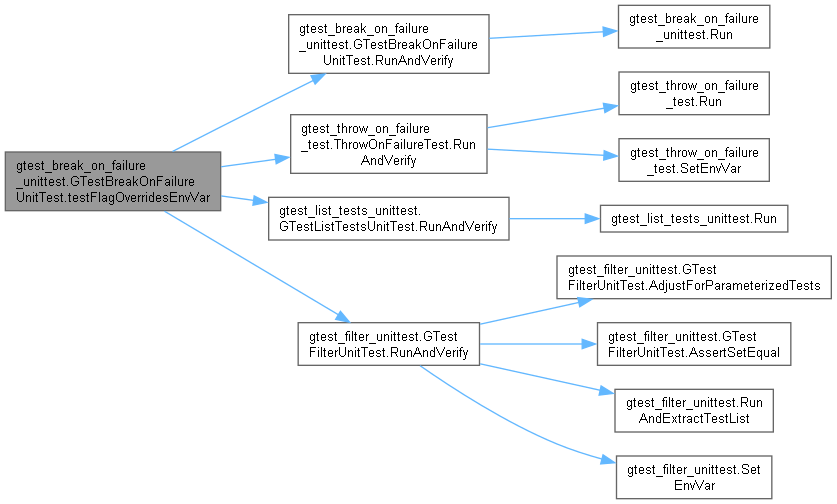 gtest_break_on_failure
_unittest.GTestBreakOnFailure
UnitTest.testFlagOverridesEnvVar
gtest_break_on_failure
_unittest.GTestBreakOnFailure
UnitTest.RunAndVerify
gtest_break_on_failure
_unittest.Run
gtest_throw_on_failure
_test.ThrowOnFailureTest.Run
AndVerify
gtest_throw_on_failure
_test.Run
gtest_throw_on_failure
_test.SetEnvVar
gtest_list_tests_unittest.
GTestListTestsUnitTest.RunAndVerify
gtest_list_tests_unittest.Run
gtest_filter_unittest.GTest
FilterUnitTest.RunAndVerify
gtest_filter_unittest.GTest
FilterUnitTest.AdjustForParameterizedTests
gtest_filter_unittest.GTest
FilterUnitTest.AssertSetEqual
gtest_filter_unittest.Run
AndExtractTestList
gtest_filter_unittest.Set
EnvVar